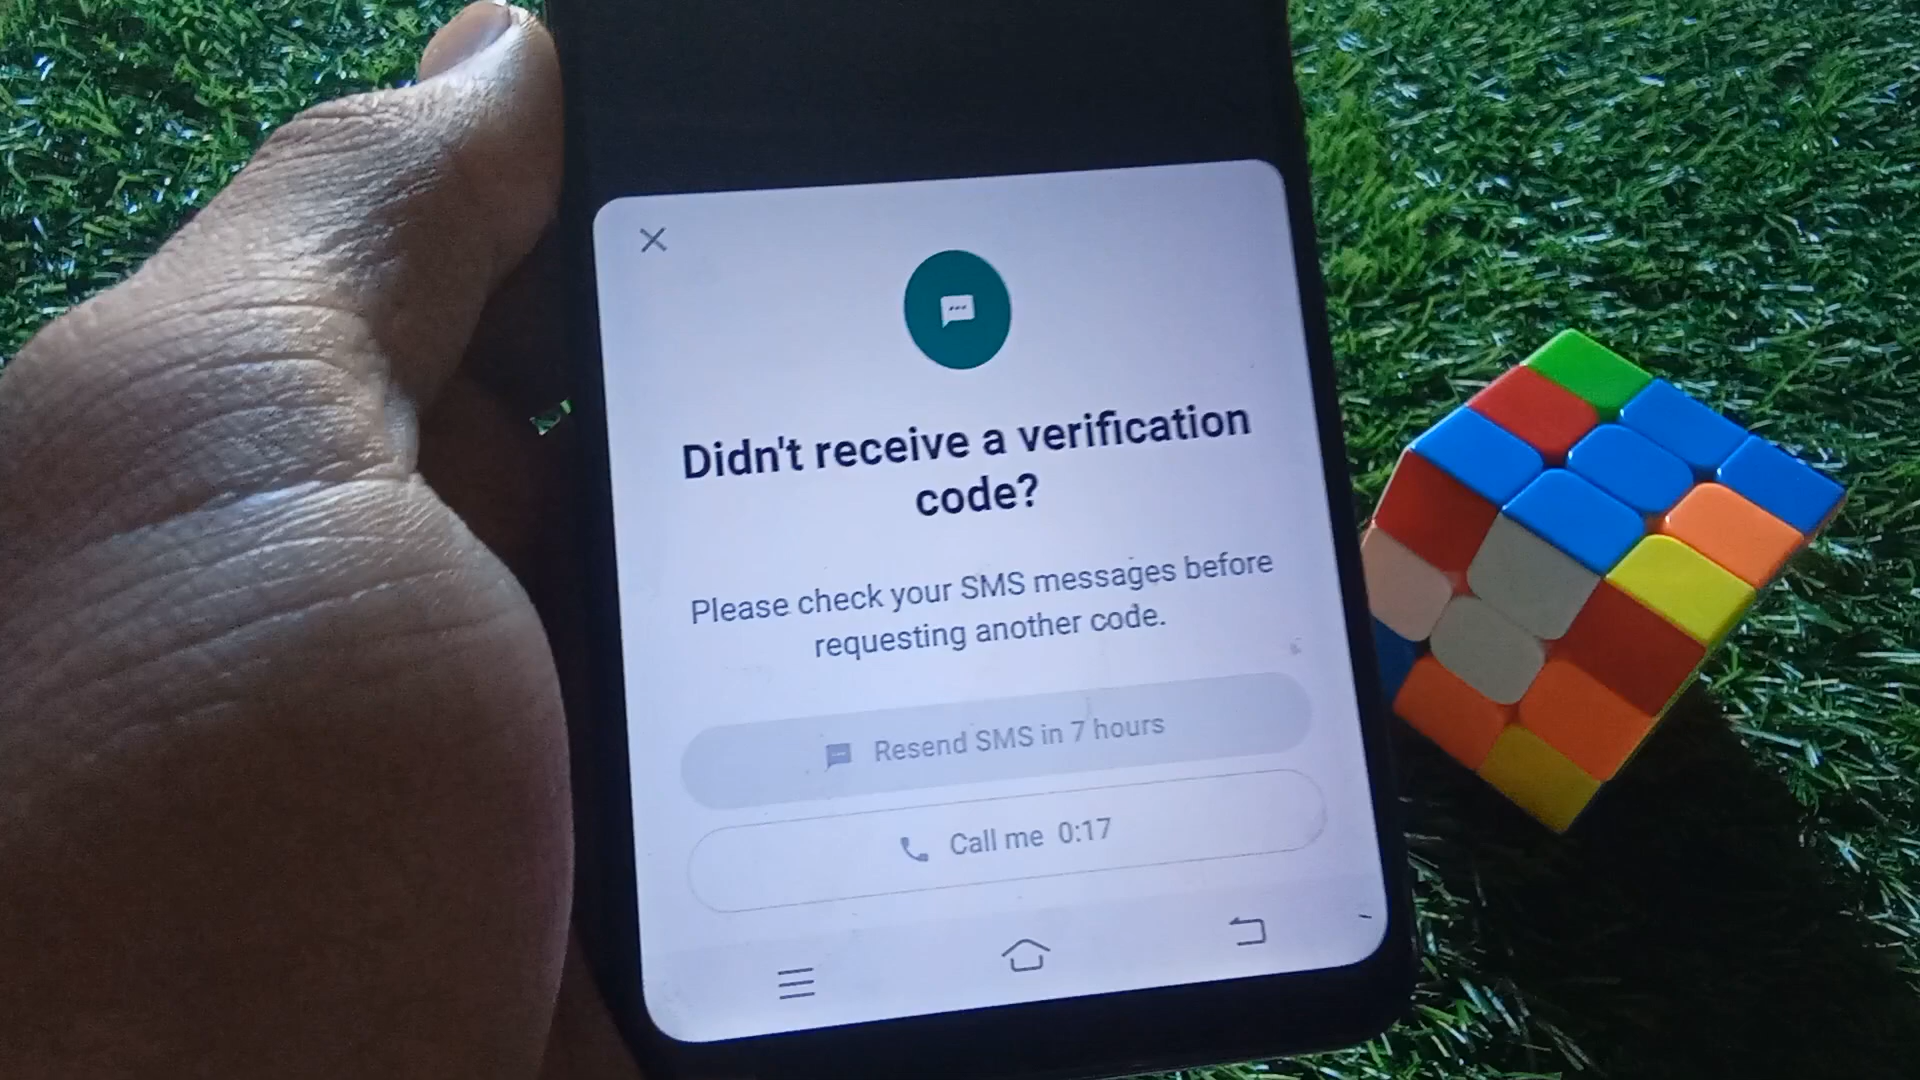 Didn't receive a verification
code?
Please check your SMS messages before
requesting another code.
Resend SMS in 7 hours
Call me 0:17